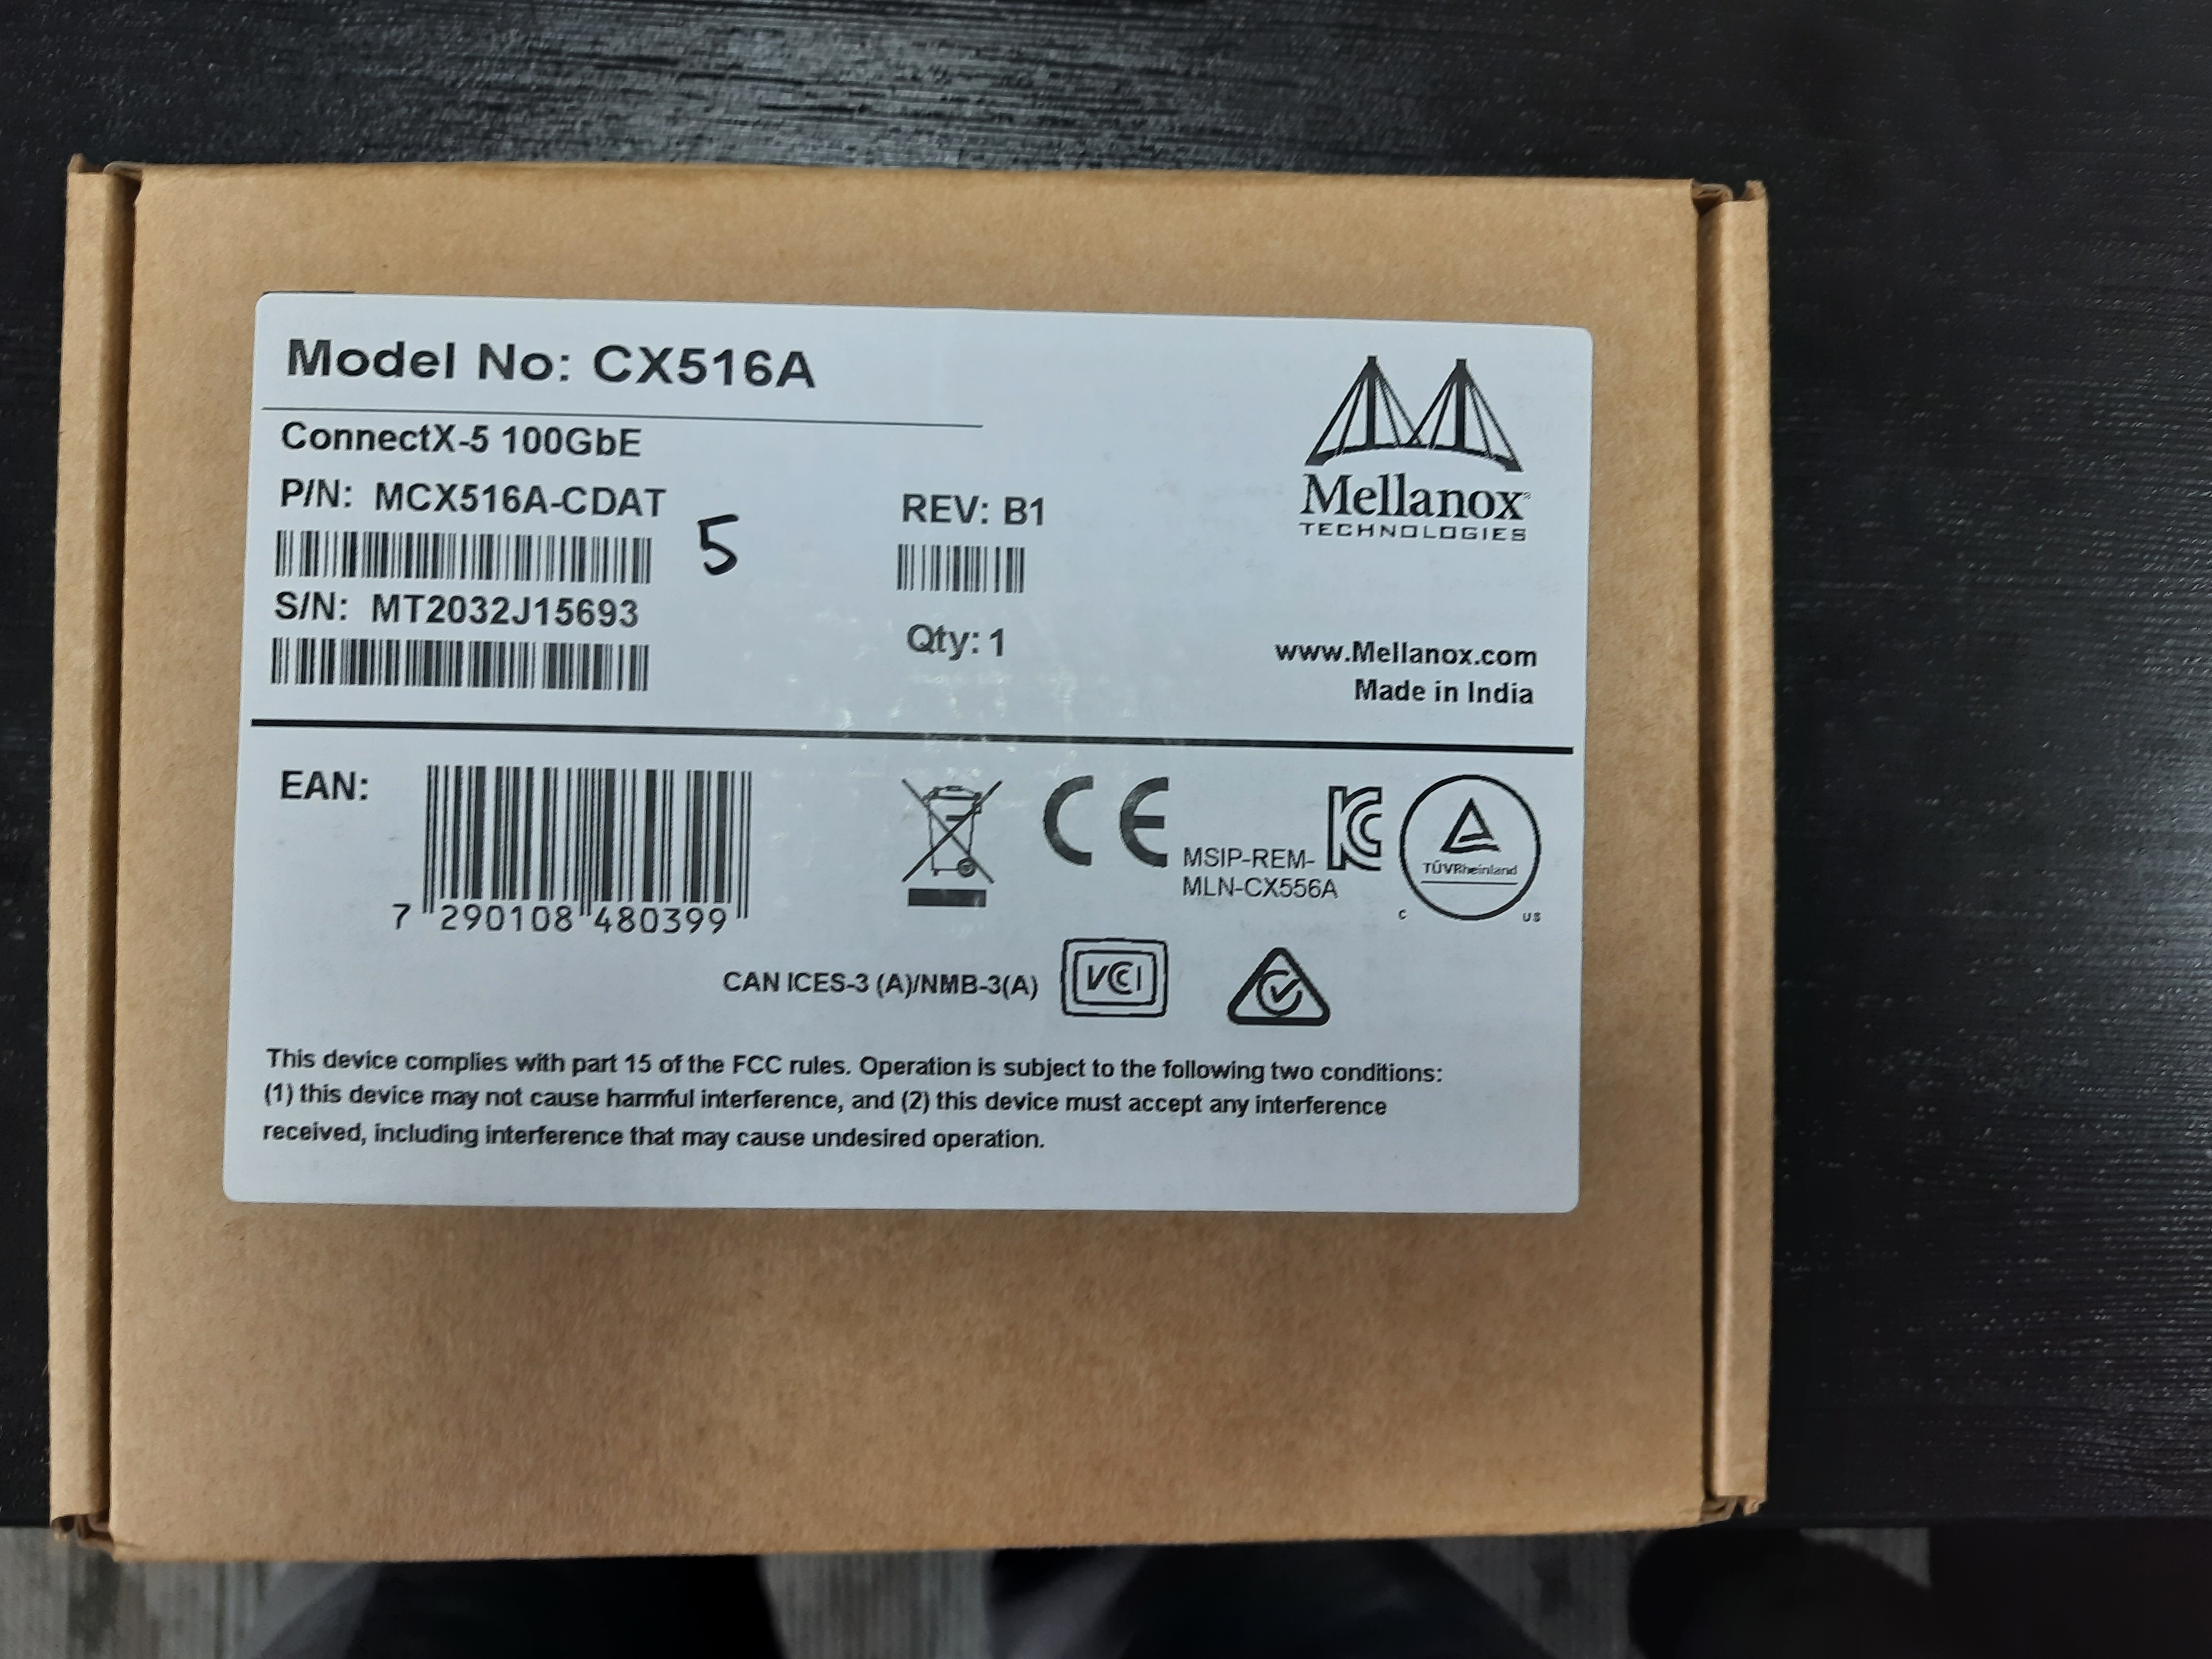 Model No: CX516A
ConnectX-5 100GbE
P/N: MCX516A-CDAT
REV: B1
5
S/N: MT2032J15693
Qty: 1
Mellanox®
TECHNOLOGIES
www.Mellanox.com
Made in India
EAN:
7 290108 480399
CE
MSIP-REM-
MLN-CX556A
TÜVRheinland
C US
CAN ICES-3 (A)/NMB-3(A)
VCI
This device complies with part 15 of the FCC rules. Operation is subject to the following two conditions:
(1) this device may not cause harmful interference, and (2) this device must accept any interference
received, including interference that may cause undesired operation.